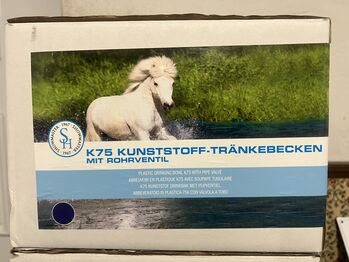 SH
K75 KUNSTSTOFF-TRÄNKEBECKEN
MIT ROHRVENTIL
PLASTIC DRINKING BOWL K75 WITH PIPE VALVE
ABREUVOIR EN PLASTIQUE K75 AVEC SOUPAPE TUBULAIRE
K75 KUNSTSTOF DRINKBAK MET PIJPVENTIEL
ABBEVERATOIO IN PLASTICA K75 CON VALVOLA A TUBO